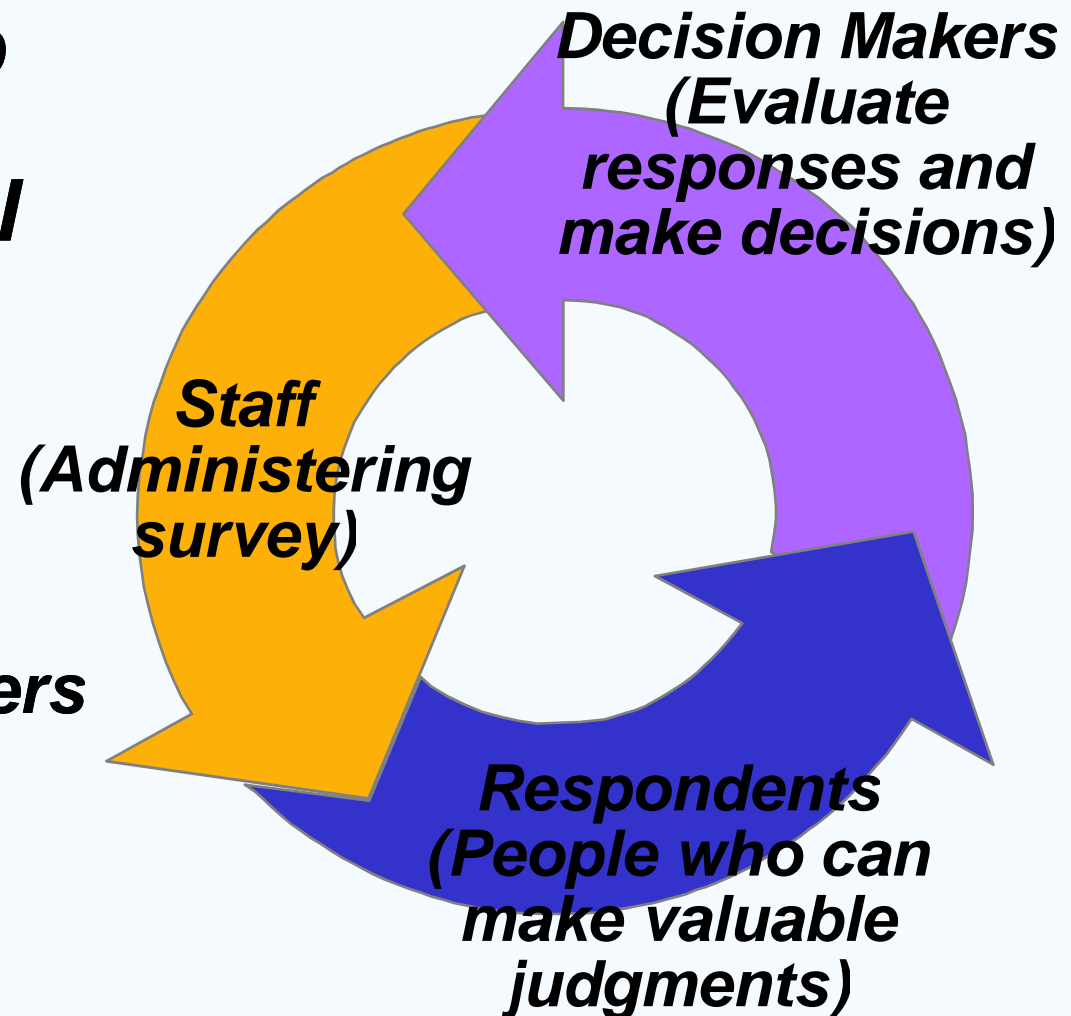 Decision Makers
(Evaluate
responses and
make decisions)
Staff
(Administering
survey)
ers
Respondents
(People who can
make valuable
judgments)